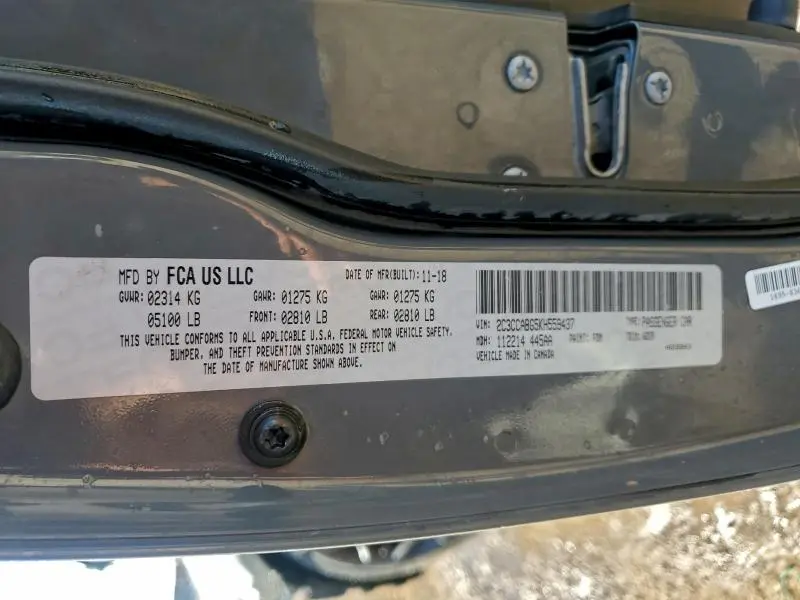 MFD BY FCA US LLC DATE OF MFR(BUILT): 11-18
GVWR: 02314 KG GAWR: 01275 KG GAWR: 01275 KG
05100 LB FRONT: 02810 LB REAR: 02810 LB
THIS VEHICLE CONFORMS TO ALL APPLICABLE U.S.A. FEDERAL MOTOR VEHICLE SAFETY,
BUMPER, AND THEFT PREVENTION STANDARDS IN EFFECT ON
THE DATE OF MANUFACTURE SHOWN ABOVE.
VIN: 2C3CCABG5KH559437 TYPE: PASSENGER CAR
MDH: 112214 445AA PAINT: TRIM:
VEHICLE MADE IN CANADA